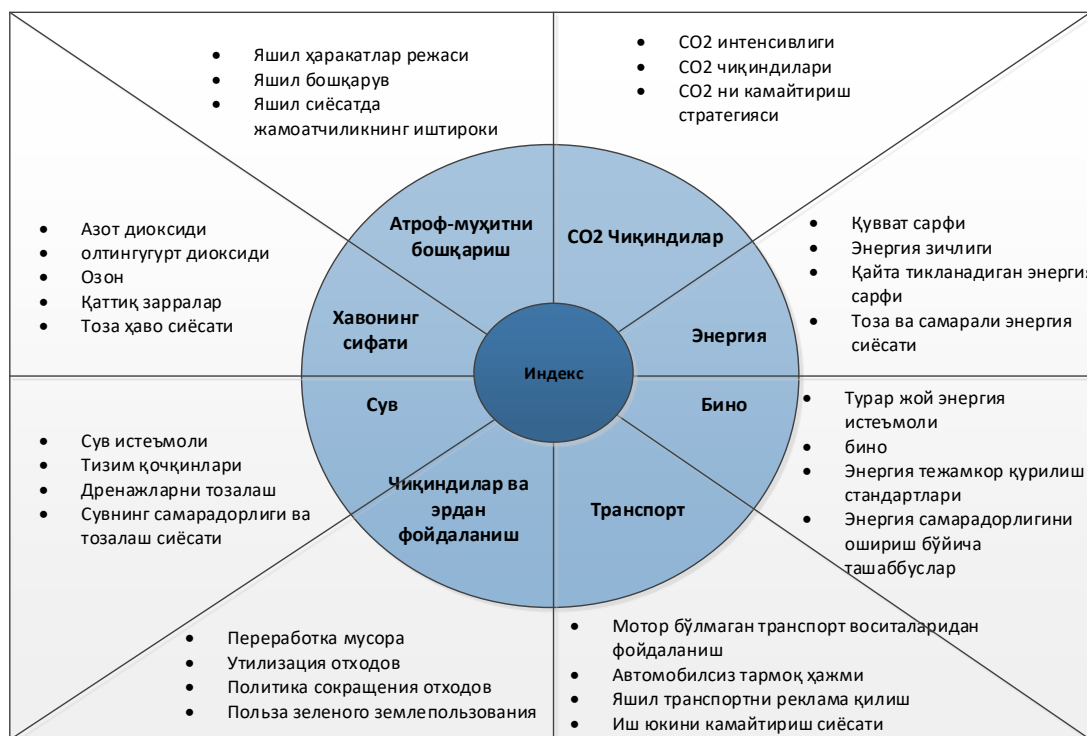 • Яшил ҳаракатлар режаси
• Яшил бошқарув
• Яшил сиёсатда
жамоатчиликнинг иштироки
• СО2 интенсивлиги
• СО2 чиқиндилари
• СО2 ни камайтириш
стратегияси
• Азот диоксиди
• олтингугурт диоксиди
• Озон
• Қаттиқ зарралар
• Тоза ҳаво сиёсати
Атроф-муҳитни
бошқариш
СО2 Чиқиндилар
• Қувват сарфи
• Энергия зичлиги
• Қайта тикланадиган энергия
сарфи
• Тоза ва самарали энергия
сиёсати
Хавонинг
сифати
Энергия
Индекс
Сув
Бино
• Сув истеъмоли
• Тизим қочқинлари
• Дренажларни тозалаш
• Сувнинг самарадорлиги ва
тозалаш сиёсати
Чиқиндилар ва
эрдан
фойдаланиш
Транспорт
• Турар жой энергия
истеъмоли
• бино
• Энергия тежамкор қурилиш
стандартлари
• Энергия самарадорлигини
ошириш бўйича
ташаббуслар
• Переработка мусора
• Утилизация отходов
• Политика сокращения отходов
• Польза зеленого землепользования
• Мотор бўлмаган транспорт воситаларидан
фойдаланиш
• Автомобилсиз тармоқ ҳажми
• Яшил транспортни реклама қилиш
• Иш юкини камайтириш сиёсати